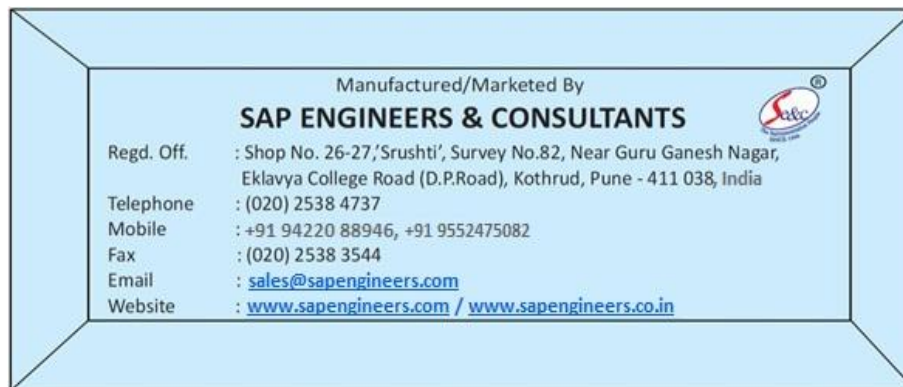 Manufactured/Marketed By
SAP ENGINEERS & CONSULTANTS
®
Se&c
SINCE
Regd. Off. : Shop No. 26-27,‘Srushti’, Survey No.82, Near Guru Ganesh Nagar,
Eklavya College Road (D.P.Road), Kothrud, Pune - 411 038, India
Telephone : (020) 2538 4737
Mobile : +91 94220 88946, +91 9552475082
Fax : (020) 2538 3544
Email : sales@sapengineers.com
Website : www.sapengineers.com / www.sapengineers.co.in